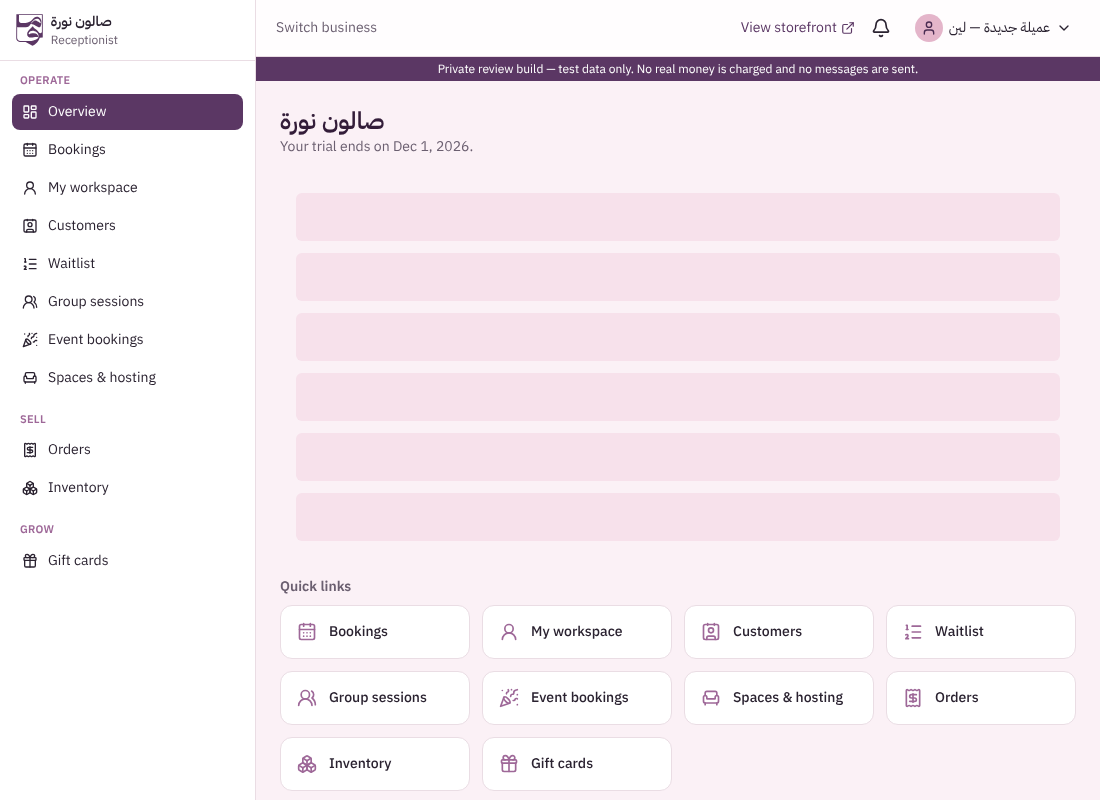 صالون نورة
Receptionist
Switch business
View storefront
عميلة جديدة — لين
Private review build — test data only. No real money is charged and no messages are sent.
OPERATE
Overview
Bookings
My workspace
Customers
Waitlist
Group sessions
Event bookings
Spaces & hosting
SELL
Orders
Inventory
GROW
Gift cards
صالون نورة
Your trial ends on Dec 1, 2026.
Quick links
Bookings
My workspace
Customers
Waitlist
Group sessions
Event bookings
Spaces & hosting
Orders
Inventory
Gift cards